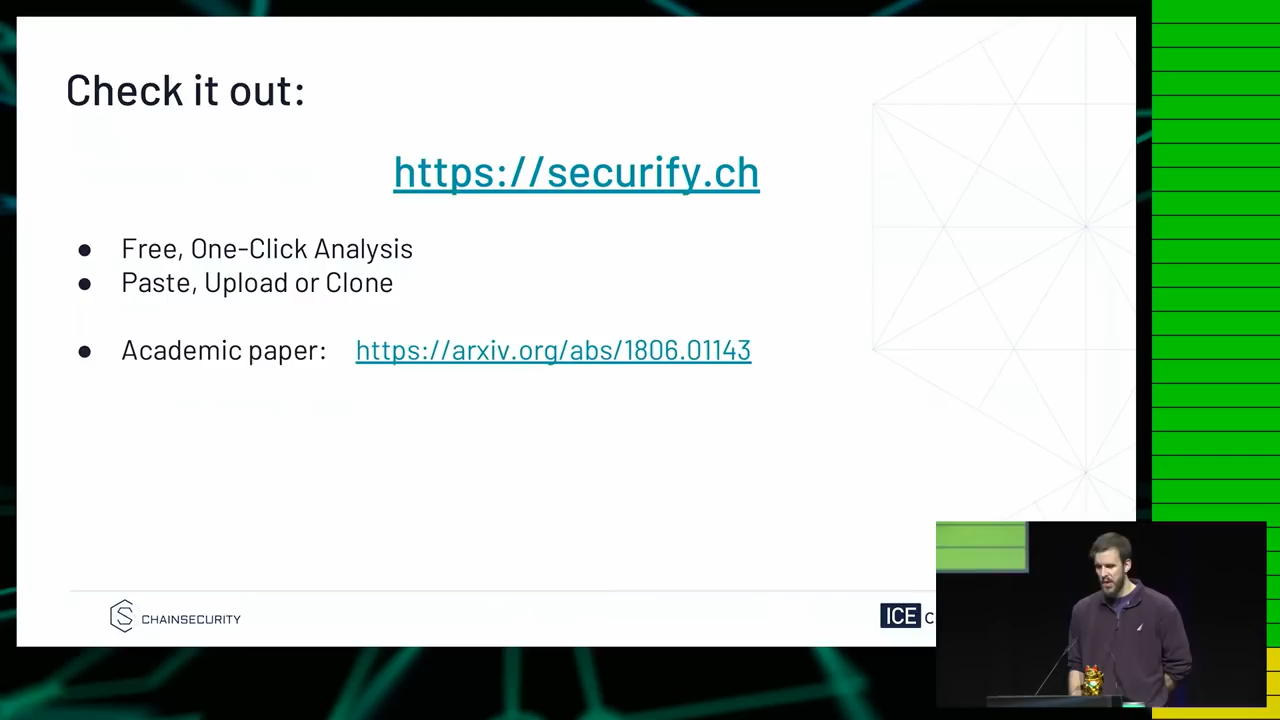 Check it out:
https://securify.ch
● Free, One-Click Analysis
● Paste, Upload or Clone
● Academic paper: https://arxiv.org/abs/1806.01143
CHAINSECURITY
ICE C